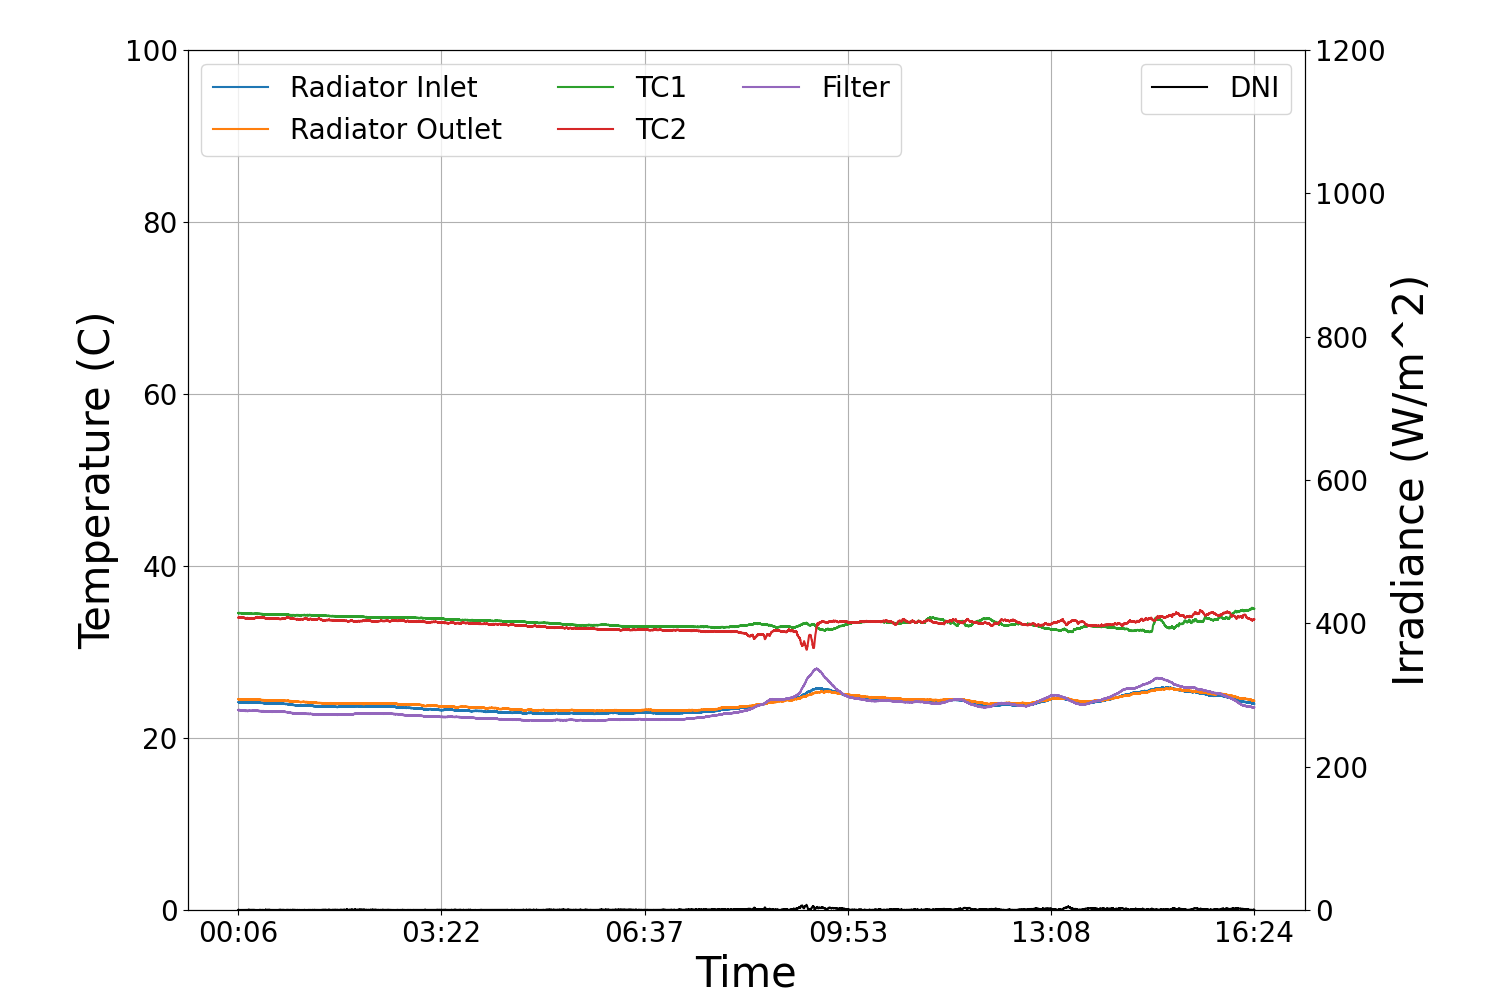 Radiator Inlet
Radiator Outlet
TC1
TC2
Filter
DNI
Temperature (C)
100
80
60
40
20
0
Irradiance (W/m^2)
1200
1000
800
600
400
200
0
00:06
03:22
06:37
09:53
13:08
16:24
Time